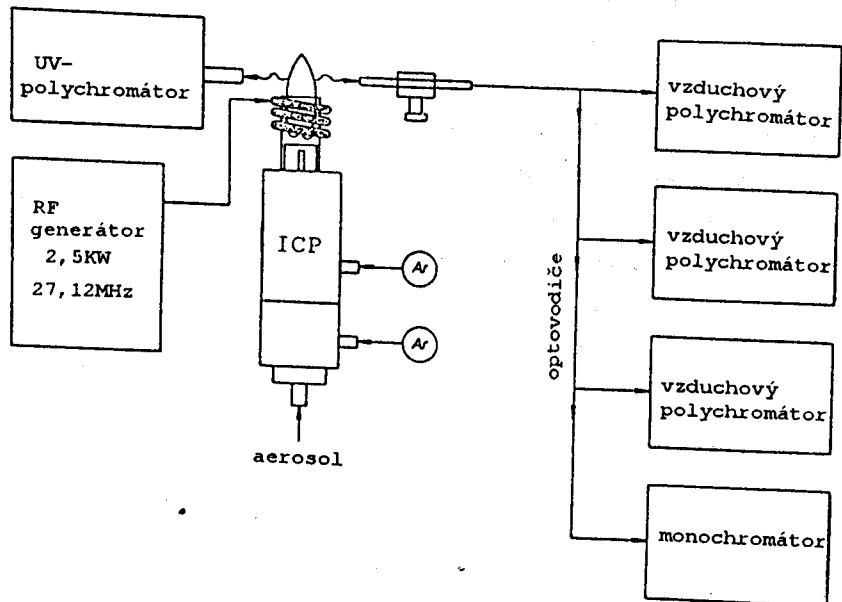 UV-
polychromátor
RF
generátor
2,5KW
27,12MHz
ICP
Ar
Ar
aerosol
optovodiče
vzduchový
polychromátor
vzduchový
polychromátor
vzduchový
polychromátor
monochromátor